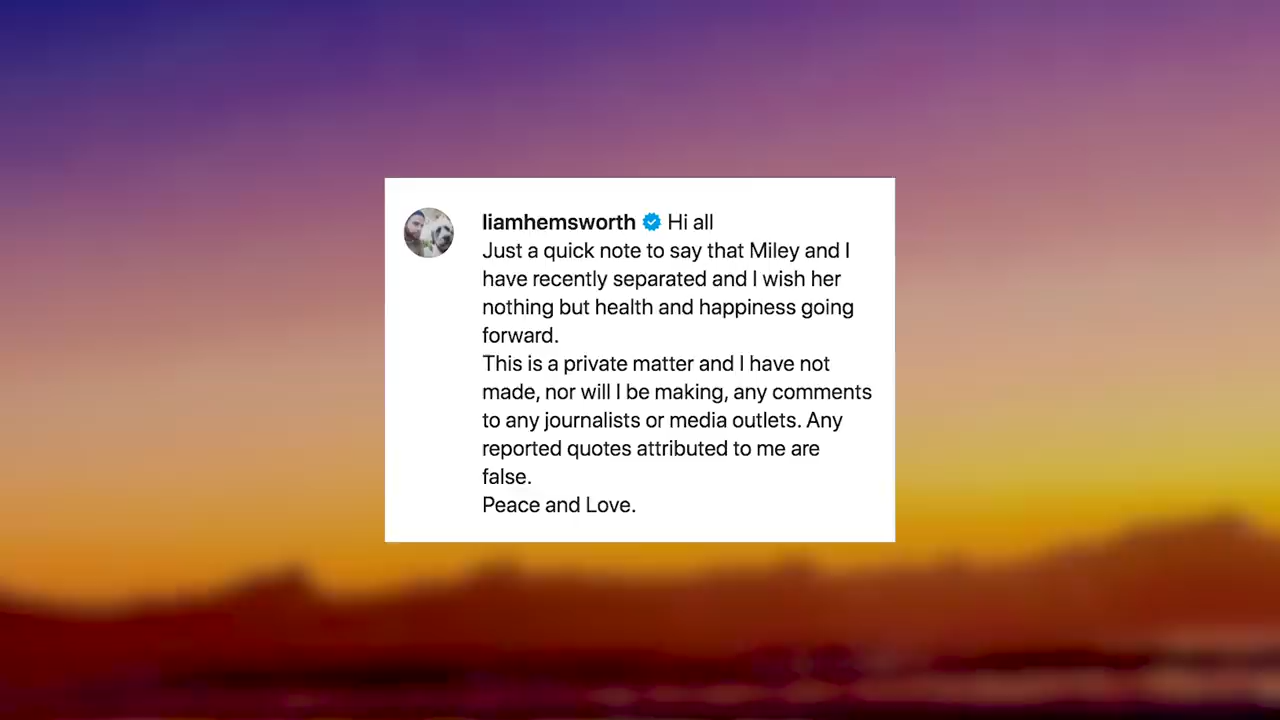 liamhemsworth Hi all
Just a quick note to say that Miley and I
have recently separated and I wish her
nothing but health and happiness going
forward.
This is a private matter and I have not
made, nor will I be making, any comments
to any journalists or media outlets. Any
reported quotes attributed to me are
false.
Peace and Love.